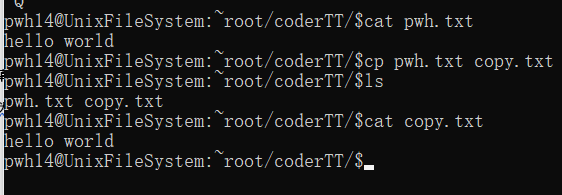 pwh14@UnixFileSystem:~root/coderTT/$cat pwh.txt
hello world
pwh14@UnixFileSystem:~root/coderTT/$cp pwh.txt copy.txt
pwh14@UnixFileSystem:~root/coderTT/$ls
pwh.txt copy.txt
pwh14@UnixFileSystem:~root/coderTT/$cat copy.txt
hello world
pwh14@UnixFileSystem:~root/coderTT/$